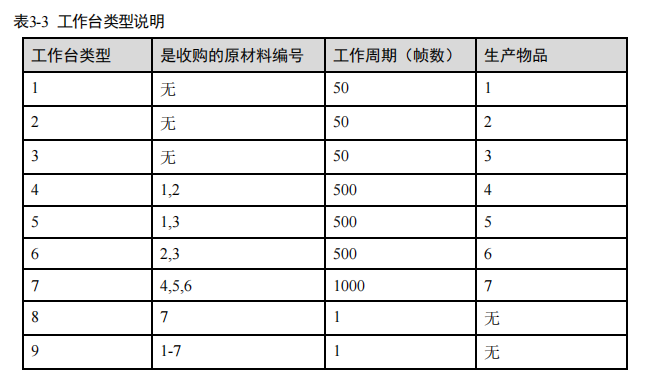 表3-3 工作台类型说明
工作台类型 是收购的原材料编号 工作周期（帧数） 生产物品
1 无 50 1
2 无 50 2
3 无 50 3
4 1,2 500 4
5 1,3 500 5
6 2,3 500 6
7 4,5,6 1000 7
8 7 1 无
9 1-7 1 无